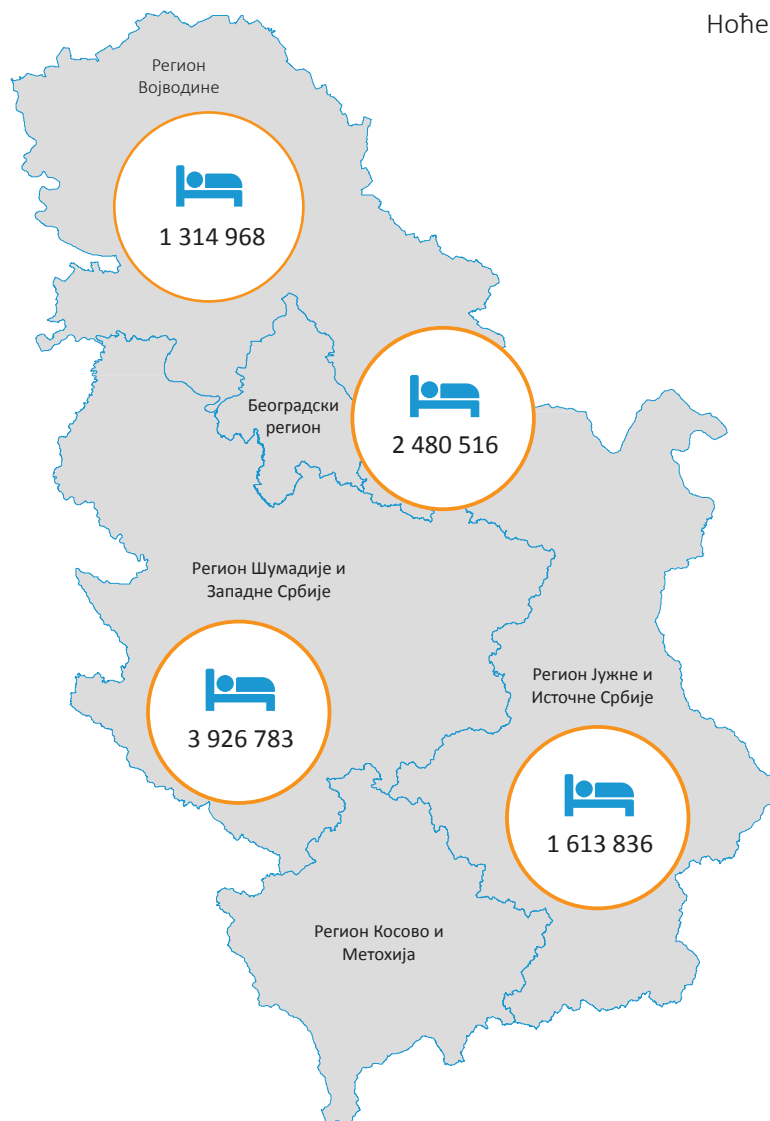 Ноће
Регион
Војводине
1 314 968
Београдски
регион
2 480 516
Регион Шумадије и
Западне Србије
3 926 783
Регион Јужне и
Источне Србије
1 613 836
Регион Косово и
Метохија